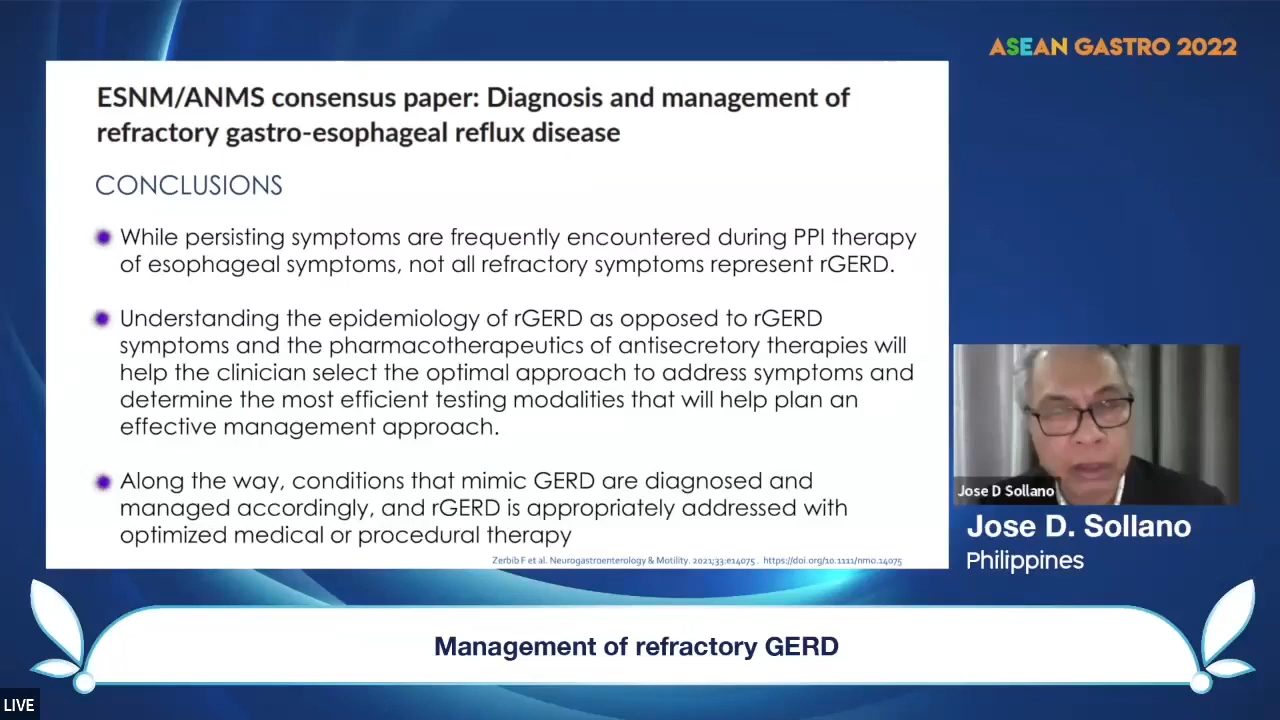 ASEAN GASTRO 2022
ESNM/ANMS consensus paper: Diagnosis and management of
refractory gastro-esophageal reflux disease
CONCLUSIONS
While persisting symptoms are frequently encountered during PPI therapy
of esophageal symptoms, not all refractory symptoms represent rGERD.
Understanding the epidemiology of rGERD as opposed to rGERD
symptoms and the pharmacotherapeutics of antisecretory therapies will
help the clinician select the optimal approach to address symptoms and
determine the most efficient testing modalities that will help plan an
effective management approach.
Along the way, conditions that mimic GERD are diagnosed and
managed accordingly, and rGERD is appropriately addressed with
optimized medical or procedural therapy
Zerbib F et al. Neurogastroenterology & Motility. 2021;33:e14075 . https://doi.org/10.1111/nmo.14075
Jose D Sollano
Jose D. Sollano
Philippines
Management of refractory GERD
LIVE